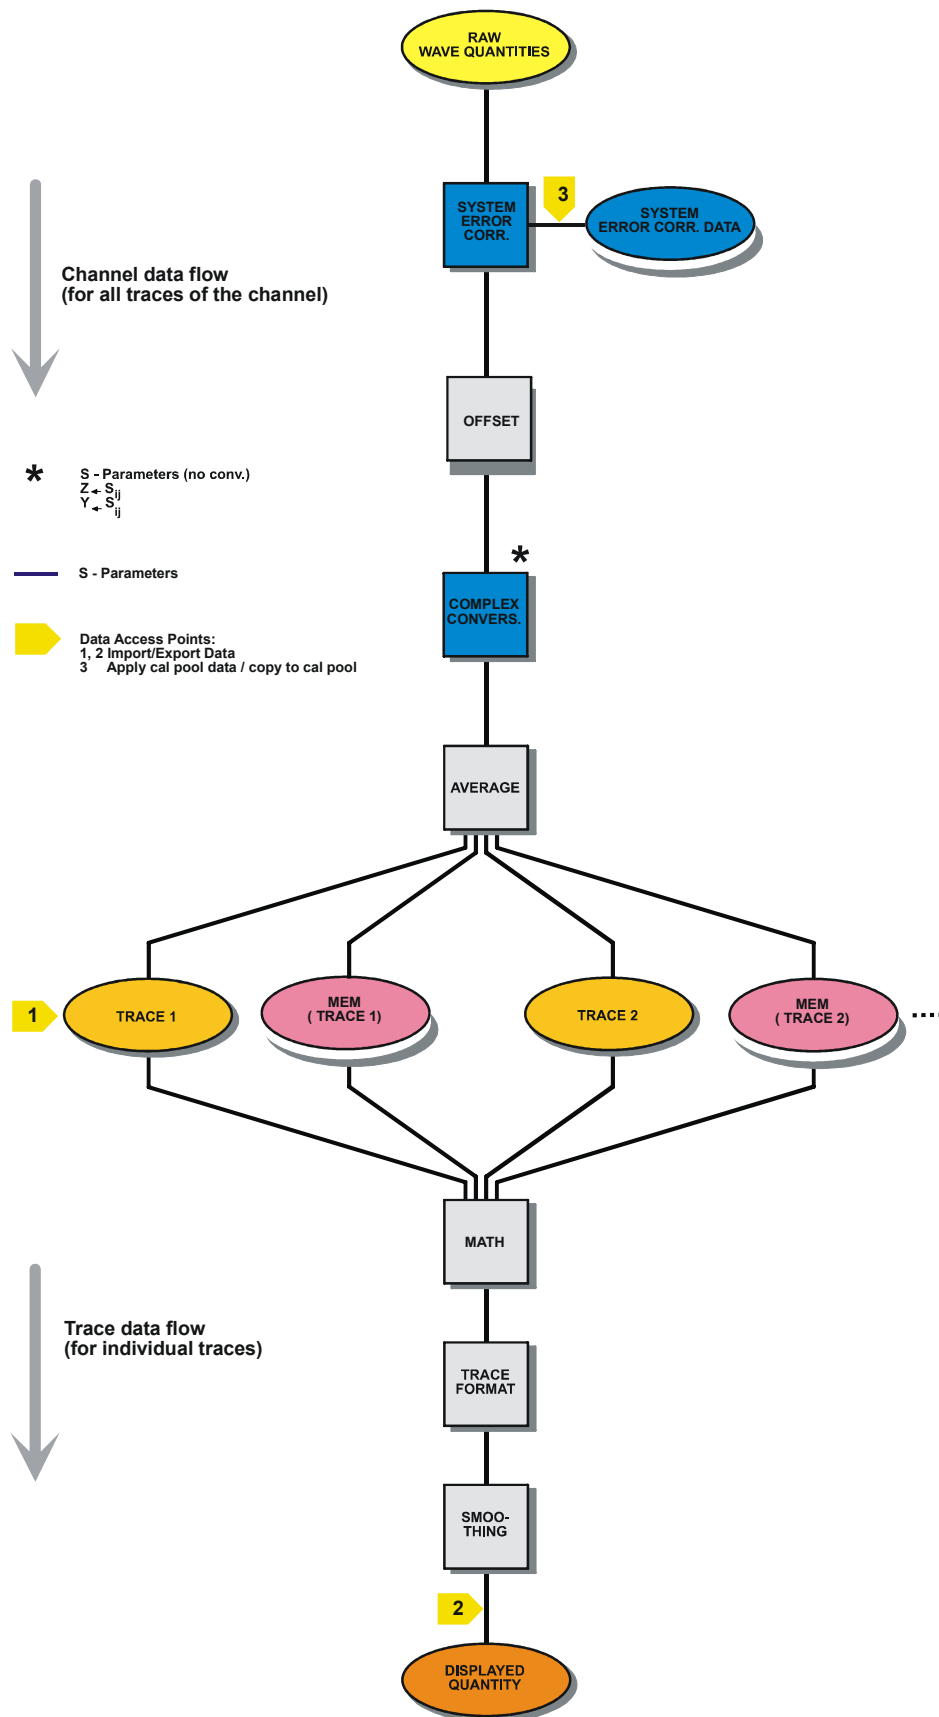 RAW
WAVE QUANTITIES
SYSTEM
ERROR
CORR.
3
SYSTEM
ERROR CORR. DATA
Channel data flow
(for all traces of the channel)
OFFSET
* S - Parameters (no conv.)
Z ← Sij
Y ← Sij
*
S - Parameters
COMPLEX
CONVERS.
Data Access Points:
1, 2 Import/Export Data
3 Apply cal pool data / copy to cal pool
AVERAGE
1
TRACE 1
MEM
( TRACE 1)
TRACE 2
MEM
( TRACE 2)
....
MATH
Trace data flow
(for individual traces)
TRACE
FORMAT
SMOO-
THING
2
DISPLAYED
QUANTITY